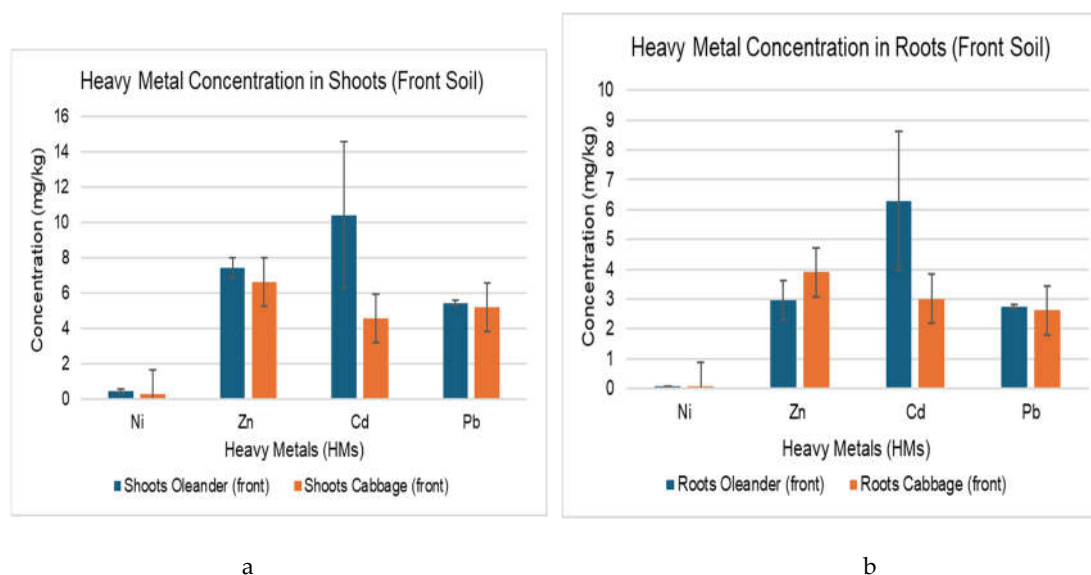 Heavy Metal Concentration in Shoots (Front Soil)
Concentration (mg/kg)
16
14
12
10
8
6
4
2
0
Ni Zn Cd Pb
Heavy Metals (HMs)
Shoots Oleander (front) Shoots Cabbage (front)
a
Heavy Metal Concentration in Roots (Front Soil)
Concentration (mg/kg)
10
9
8
7
6
5
4
3
2
1
0
Ni Zn Cd Pb
Heavy Metals (HMs)
Roots Oleander (front) Roots Cabbage (front)
b